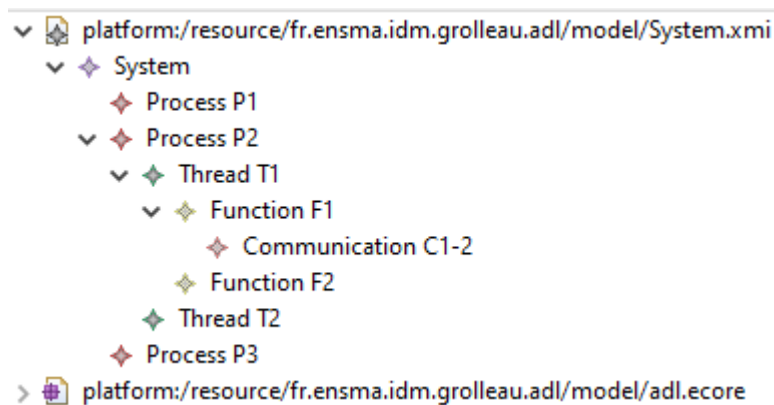 platform:/resource/fr.ensma.idm.grolleau.adl/model/System.xmi
System
Process P1
Process P2
Thread T1
Function F1
Communication C1-2
Function F2
Thread T2
Process P3
platform:/resource/fr.ensma.idm.grolleau.adl/model/adl.ecore